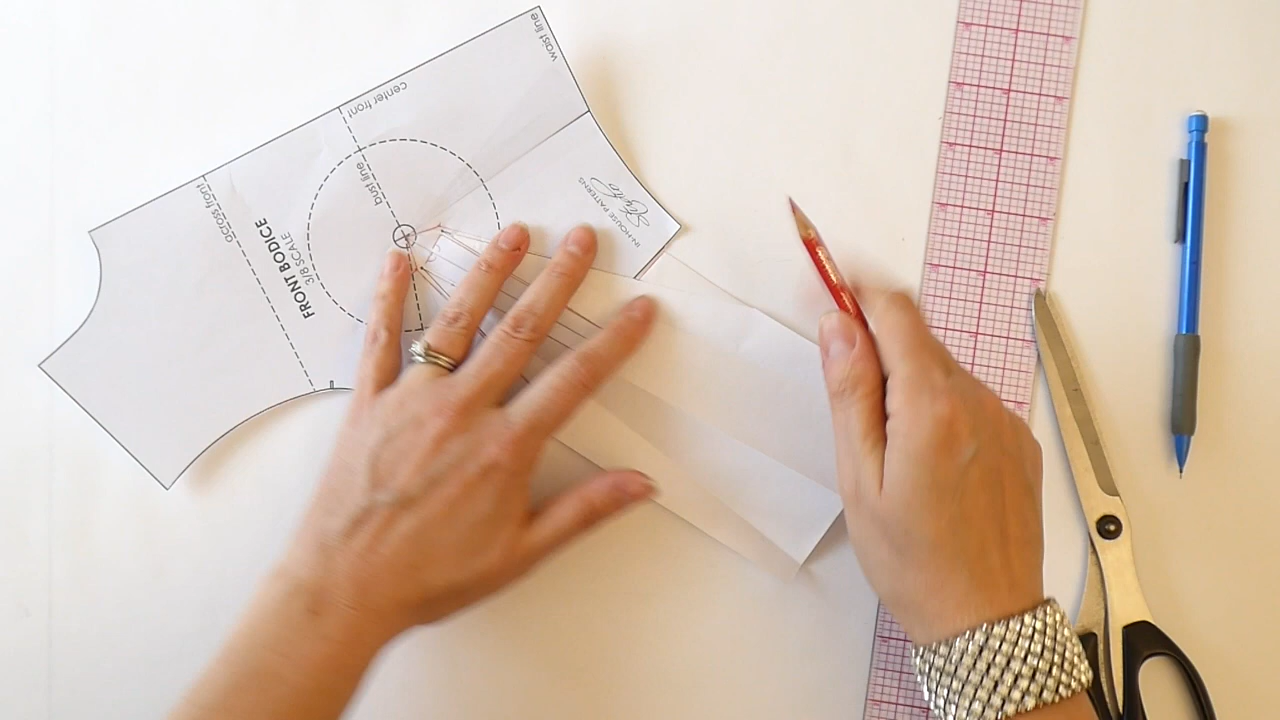 waist line
center front
bust line
across front
FRONT BODICE
3/8 SCALE
IN-HOUSE PATTERNS